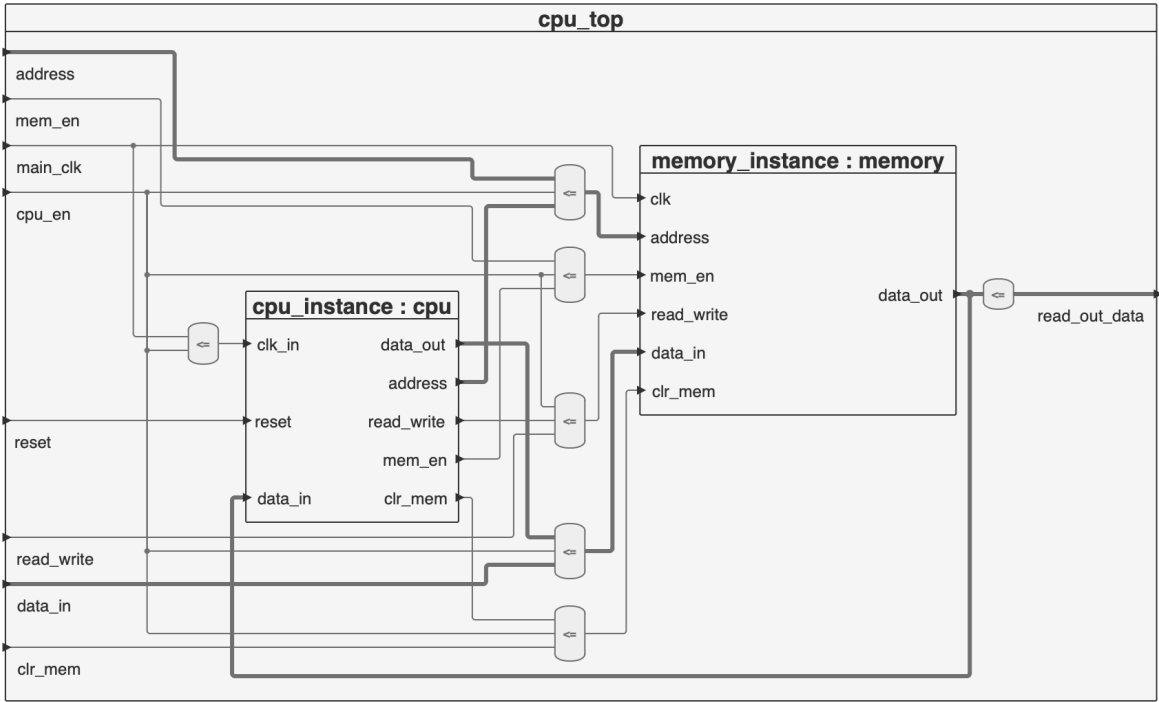 cpu_top
address
mem_en
main_clk
cpu_en
reset
read_write
data_in
clr_mem
<=
cpu_instance : cpu
clk_in
reset
data_in
data_out
address
read_write
mem_en
clr_mem
<=
<=
<=
<=
<=
memory_instance : memory
clk
address
mem_en
read_write
data_in
clr_mem
data_out
<=
read_out_data